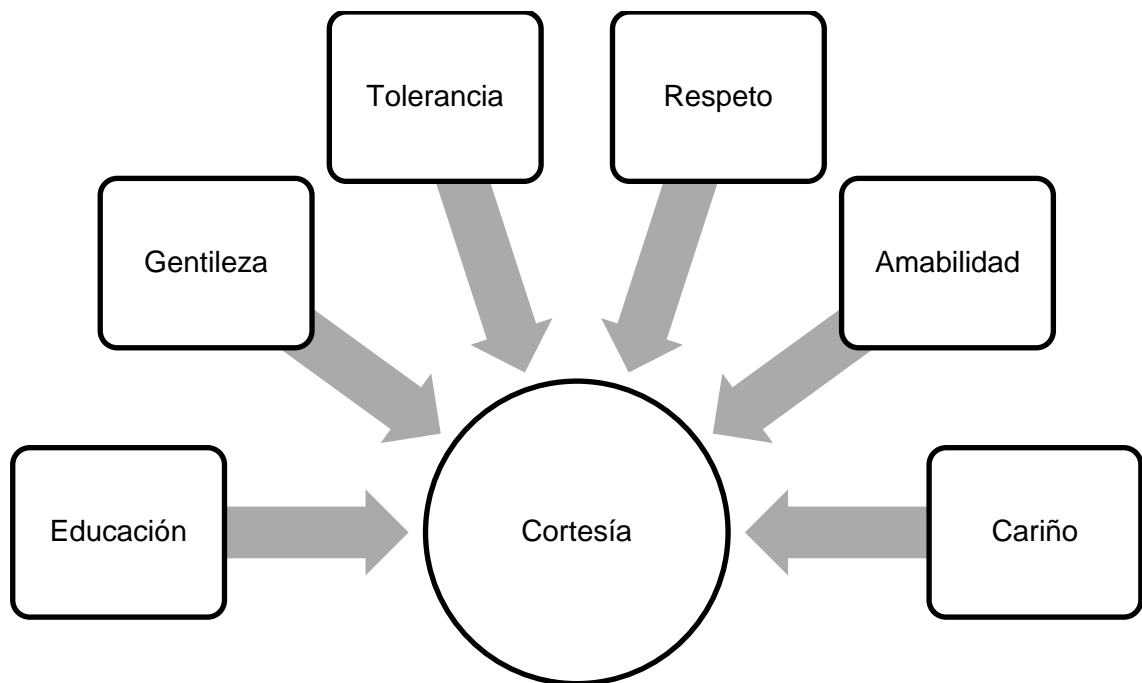 Tolerancia
Respeto
Gentileza
Amabilidad
Educación
Cortesía
Cariño